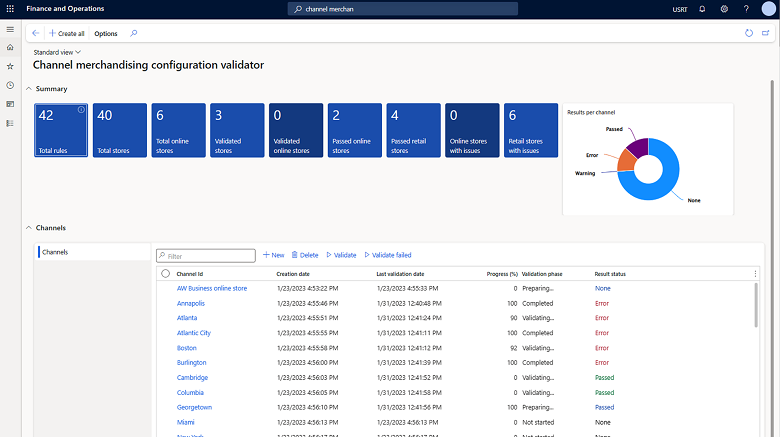 Finance and Operations
channel merchan
USRT
Create all Options
Standard view
Channel merchandising configuration validator
Summary
42
Total rules
40
Total stores
6
Total online
stores
3
Validated
stores
0
Validated
online stores
2
Passed online
stores
4
Passed retail
stores
0
Online stores
with issues
6
Retail stores
with issues
Results per channel
Passed
Error
Warning
None
Channels
Channels
Filter
New Delete Validate Validate failed
Channel Id Creation date Last validation date Progress (%) Validation phase Result status
AW Business online store 1/23/2023 4:53:22 PM 1/23/2023 4:55:33 PM 0 Preparing... None
Annapolis 1/23/2023 4:55:46 PM 1/31/2023 12:40:48 PM 100 Completed Error
Atlanta 1/23/2023 4:55:51 PM 1/31/2023 12:41:24 PM 90 Validating... Error
Atlantic City 1/23/2023 4:55:55 PM 1/31/2023 12:41:11 PM 100 Completed Error
Boston 1/23/2023 4:55:58 PM 1/31/2023 12:41:12 PM 92 Validating... Error
Burlington 1/23/2023 4:56:00 PM 1/31/2023 12:41:39 PM 100 Completed Error
Cambridge 1/23/2023 4:56:03 PM 1/31/2023 12:41:52 PM 0 Validating... Passed
Columbia 1/23/2023 4:56:05 PM 1/31/2023 12:41:58 PM 0 Validating... Passed
Georgetown 1/23/2023 4:56:10 PM 1/31/2023 12:41:56 PM 100 Preparing... Passed
Miami 1/23/2023 4:56:13 PM 1/23/2023 4:56:13 PM 0 Not started None